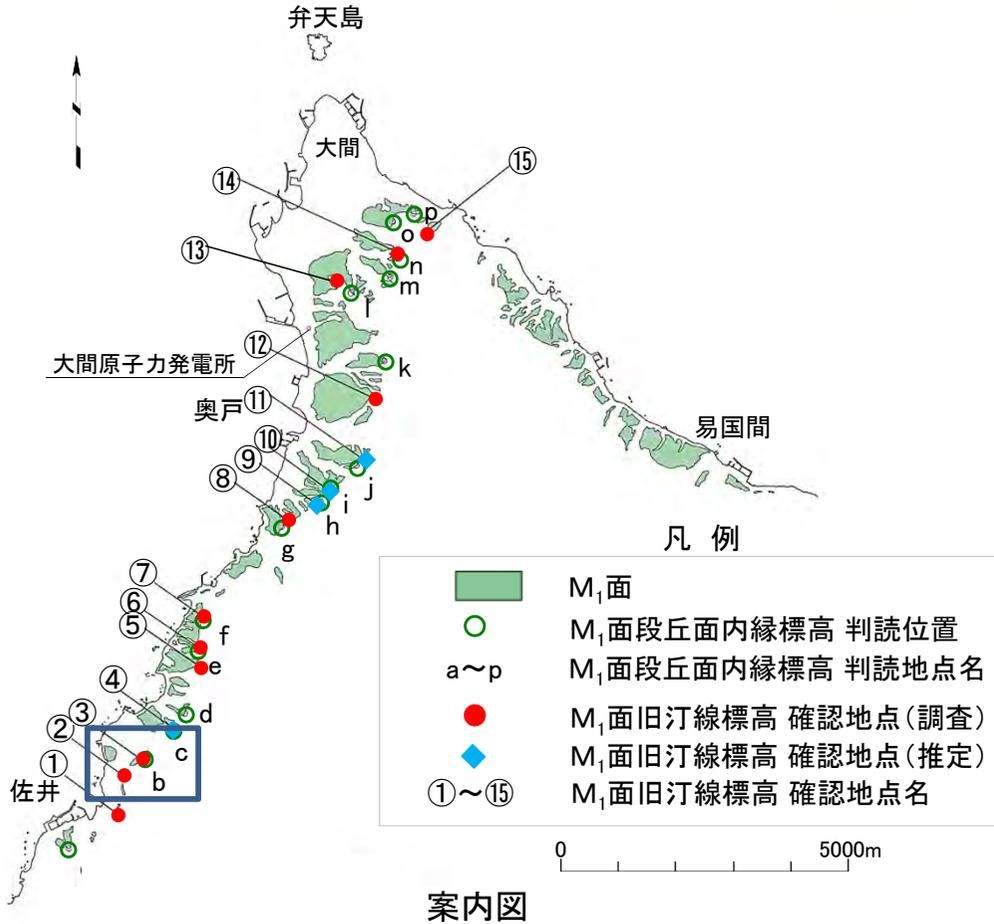 弁天島
大間
⑮
⑭
p
o
⑬
n
m
l
⑫
大間原子力発電所
k
⑪
奥戸
⑩
⑨
j
⑧
i
h
g
易国間
凡 例
M₁面
M₁面段丘面内縁標高 判読位置
a～p M₁面段丘面内縁標高 判読地点名
M₁面旧汀線標高 確認地点(調査)
M₁面旧汀線標高 確認地点(推定)
①～⑮ M₁面旧汀線標高 確認地点名
⑦
⑥
⑤
f
e
④
d
③
②
c
①
b
佐井
0 5000m
案内図